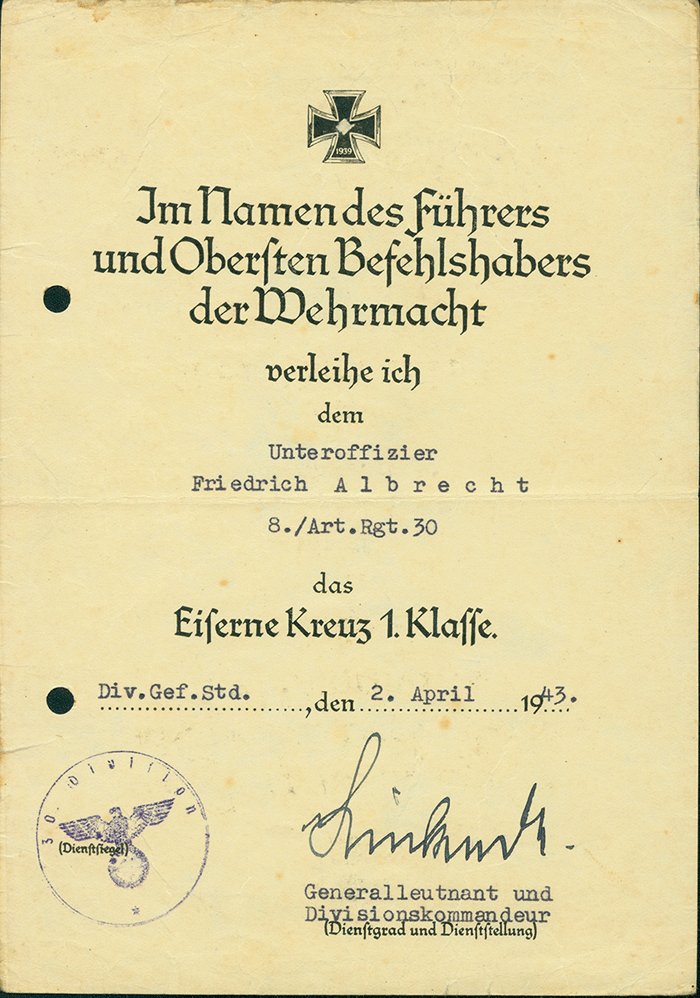 1939
Im Namen des Führers
und Oberſten Befehlshabers
der Wehrmacht
verleihe ich
dem
Unteroffizier
Friedrich A l b r e c h t
8./Art.Rgt.30
das
Eiſerne Kreuz 1. Klaſſe.
Div.Gef.Std. , den 2. April 1943.
30. Diviſion
(Dienſtſiegel)
Generalleutnant und
Divisionskommandeur
(Dienſtgrad und Dienſtſtellung)